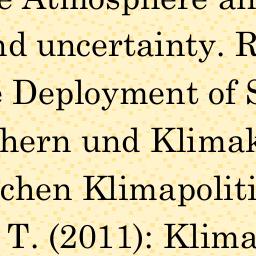 e Atmosphere an
nd uncertainty. R
e Deployment of S
hern und Klimak
chen Klimapoliti
T. (2011): Klima